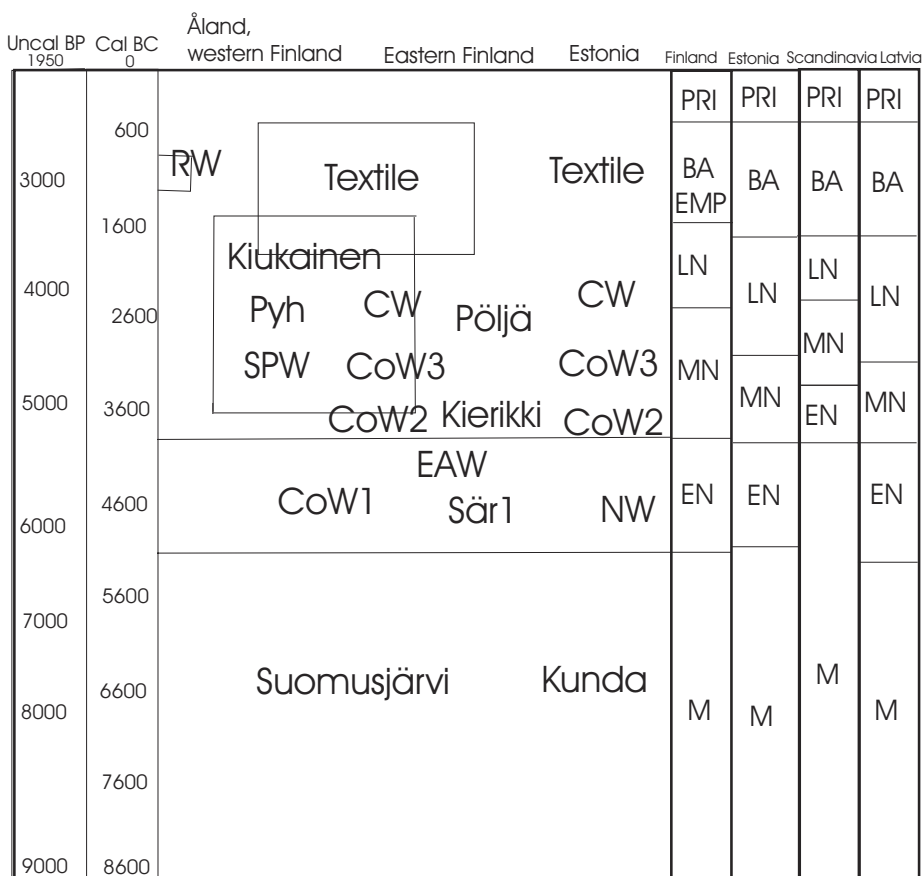 Uncal BP Cal BC Åland, western Finland Eastern Finland Estonia Finland Estonia Scandinavia Latvia
1950 0
PRI PRI PRI PRI
600
RW Textile Textile BA BA BA BA
3000 EMP
1600
Kiukainen LN LN
4000 Pyh CW Pöljä CW LN LN
2600
SPW CoW3 CoW3 MN MN
5000 3600 CoW2 Kierikki CoW2 MN EN MN
EAW
4600 CoW1 Sär1 NW EN EN EN
6000
5600
7000
Suomusjärvi Kunda M
6600
8000 M M M
7600
9000 8600